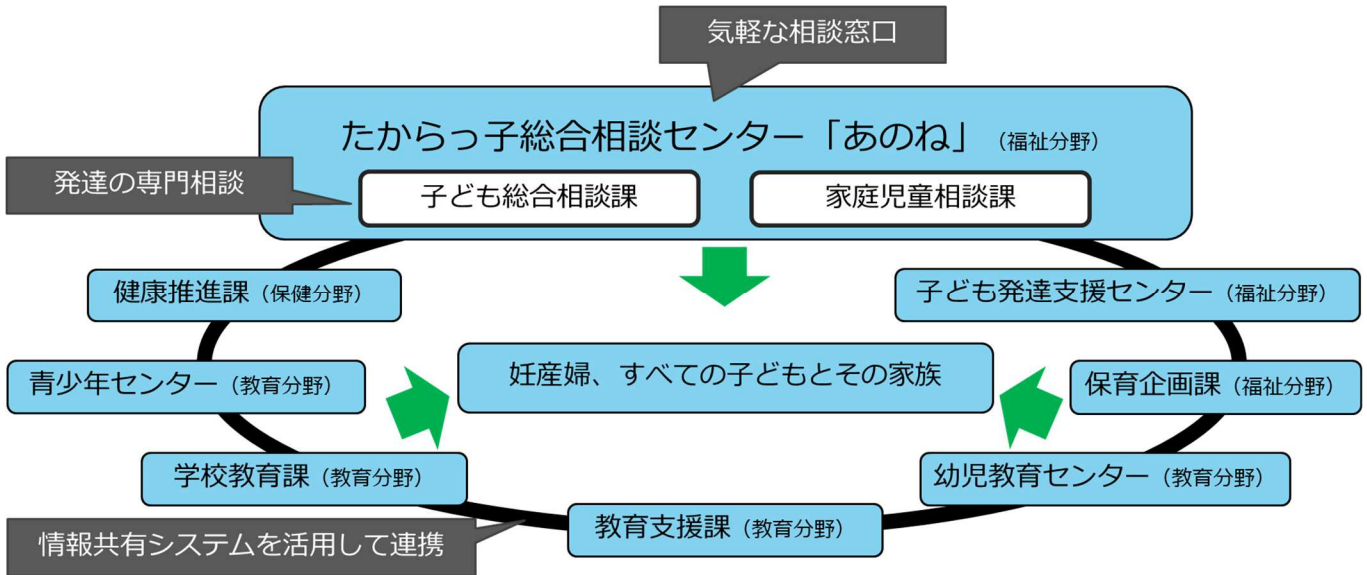 気軽な相談窓口
たからっ子総合相談センター「あのね」（福祉分野）
発達の専門相談
子ども総合相談課
家庭児童相談課
健康推進課（保健分野）
子ども発達支援センター（福祉分野）
青少年センター（教育分野）
妊産婦、すべての子どもとその家族
保育企画課（福祉分野）
学校教育課（教育分野）
幼児教育センター（教育分野）
教育支援課（教育分野）
情報共有システムを活用して連携